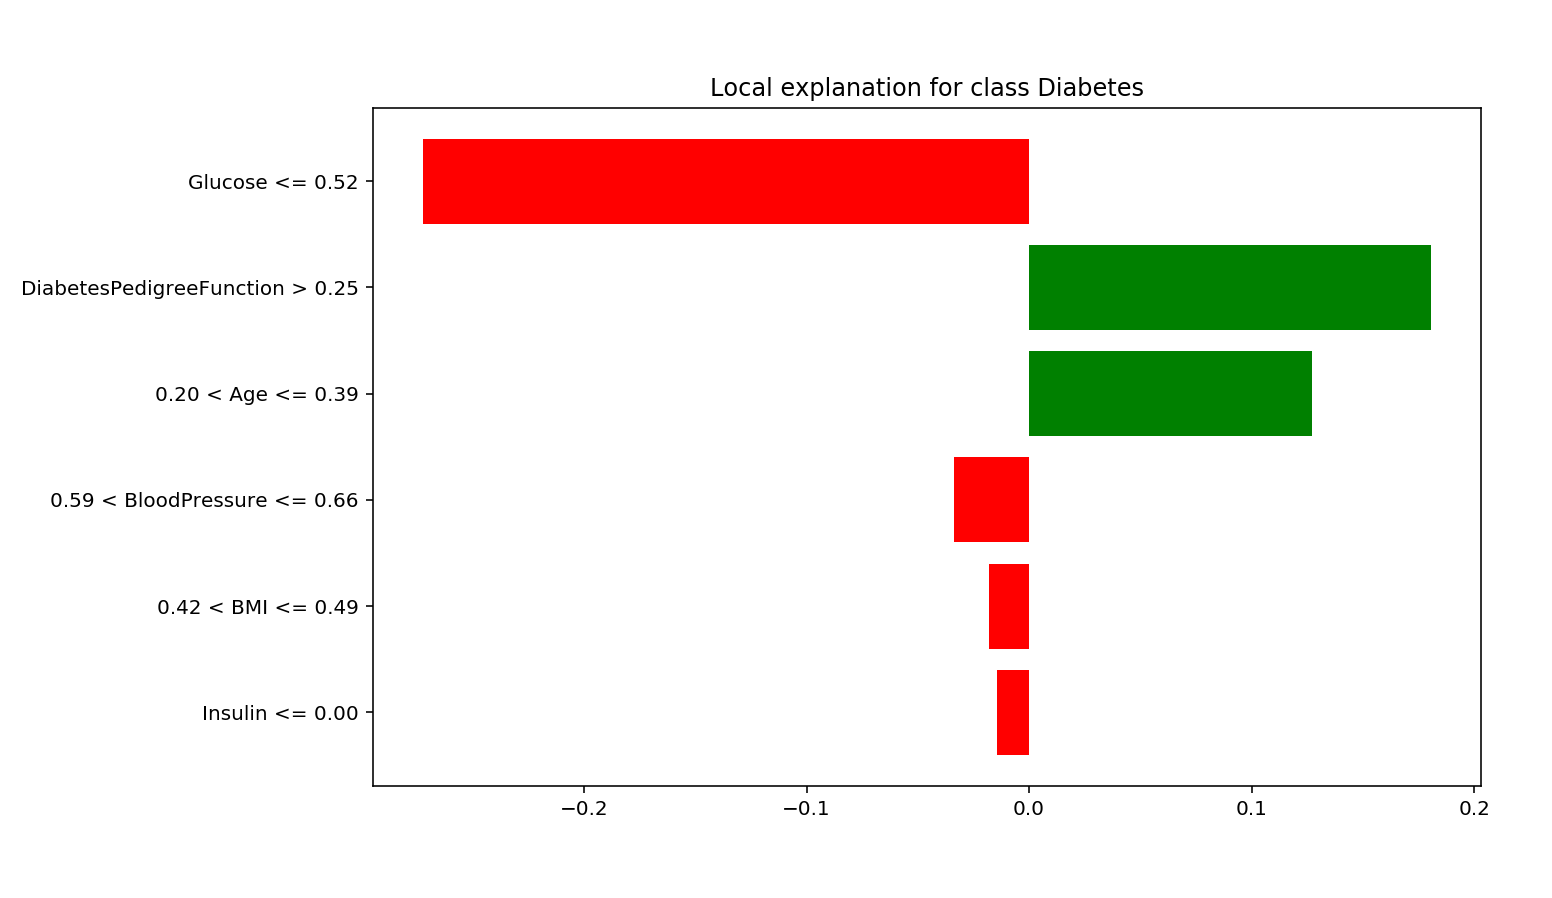 Local explanation for class Diabetes
Glucose <= 0.52
DiabetesPedigreeFunction > 0.25
0.20 < Age <= 0.39
0.59 < BloodPressure <= 0.66
0.42 < BMI <= 0.49
Insulin <= 0.00
−0.2 −0.1 0.0 0.1 0.2